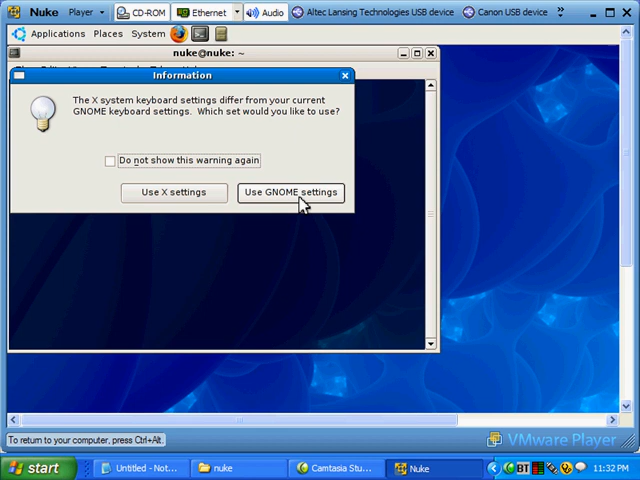 Nuke Player CD-ROM Ethernet Audio Altec Lansing Technologies USB device Canon USB device
Applications Places System
nuke@nuke: ~
Information
The X system keyboard settings differ from your current
GNOME keyboard settings. Which set would you like to use?
Do not show this warning again
Use X settings Use GNOME settings
To return to your computer, press Ctrl+Alt.
VMware Player
start Untitled - Not... nuke Camtasia Stu... Nuke BT 11:32 PM